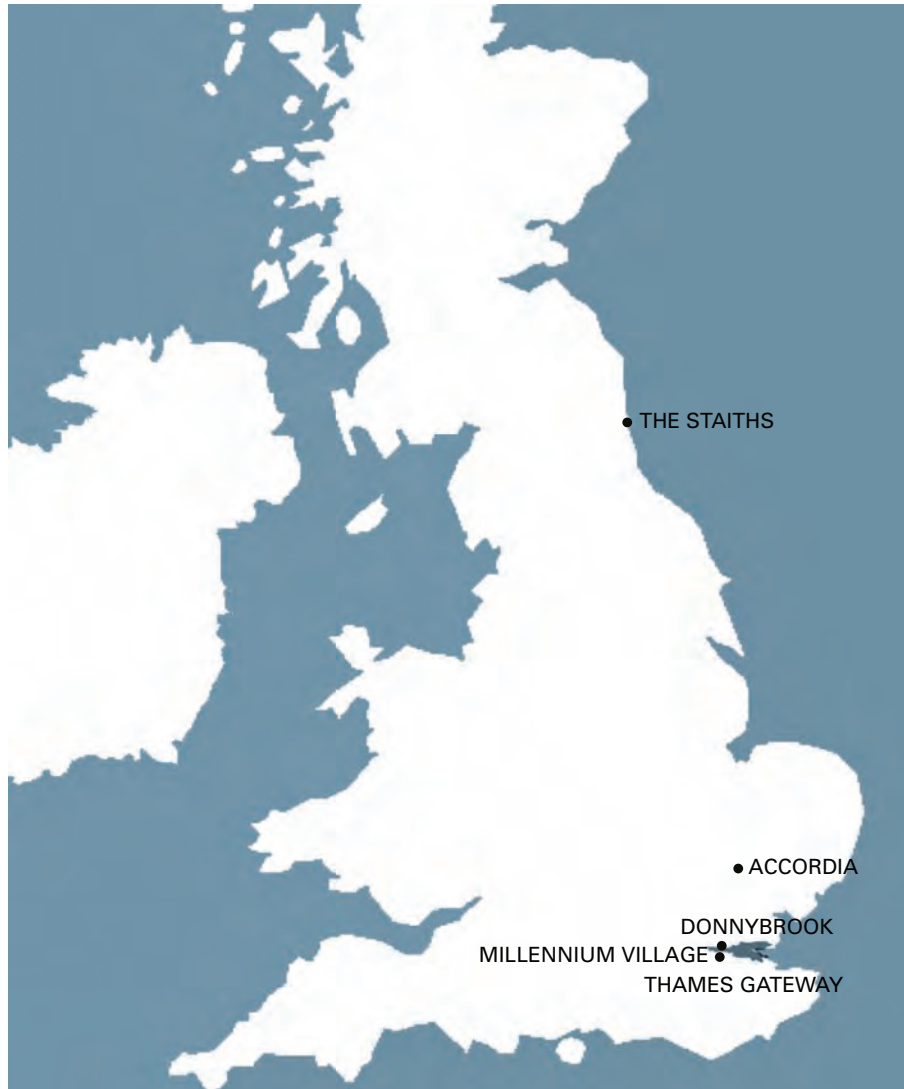 THE STAITHS
ACCORDIA
DONNYBROOK
MILLENNIUM VILLAGE
THAMES GATEWAY